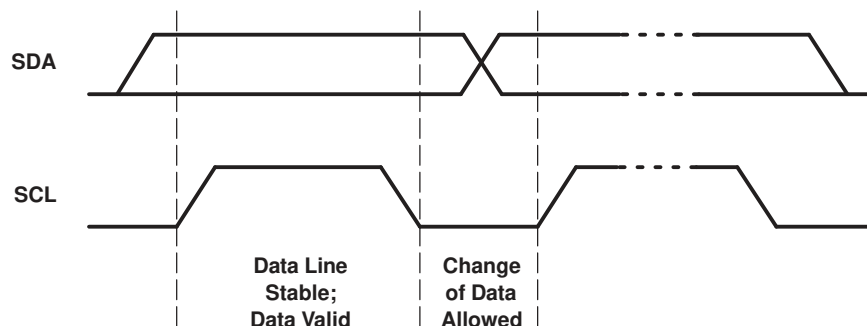 SDA
SCL
Data Line Change
Stable; of Data
Data Valid Allowed